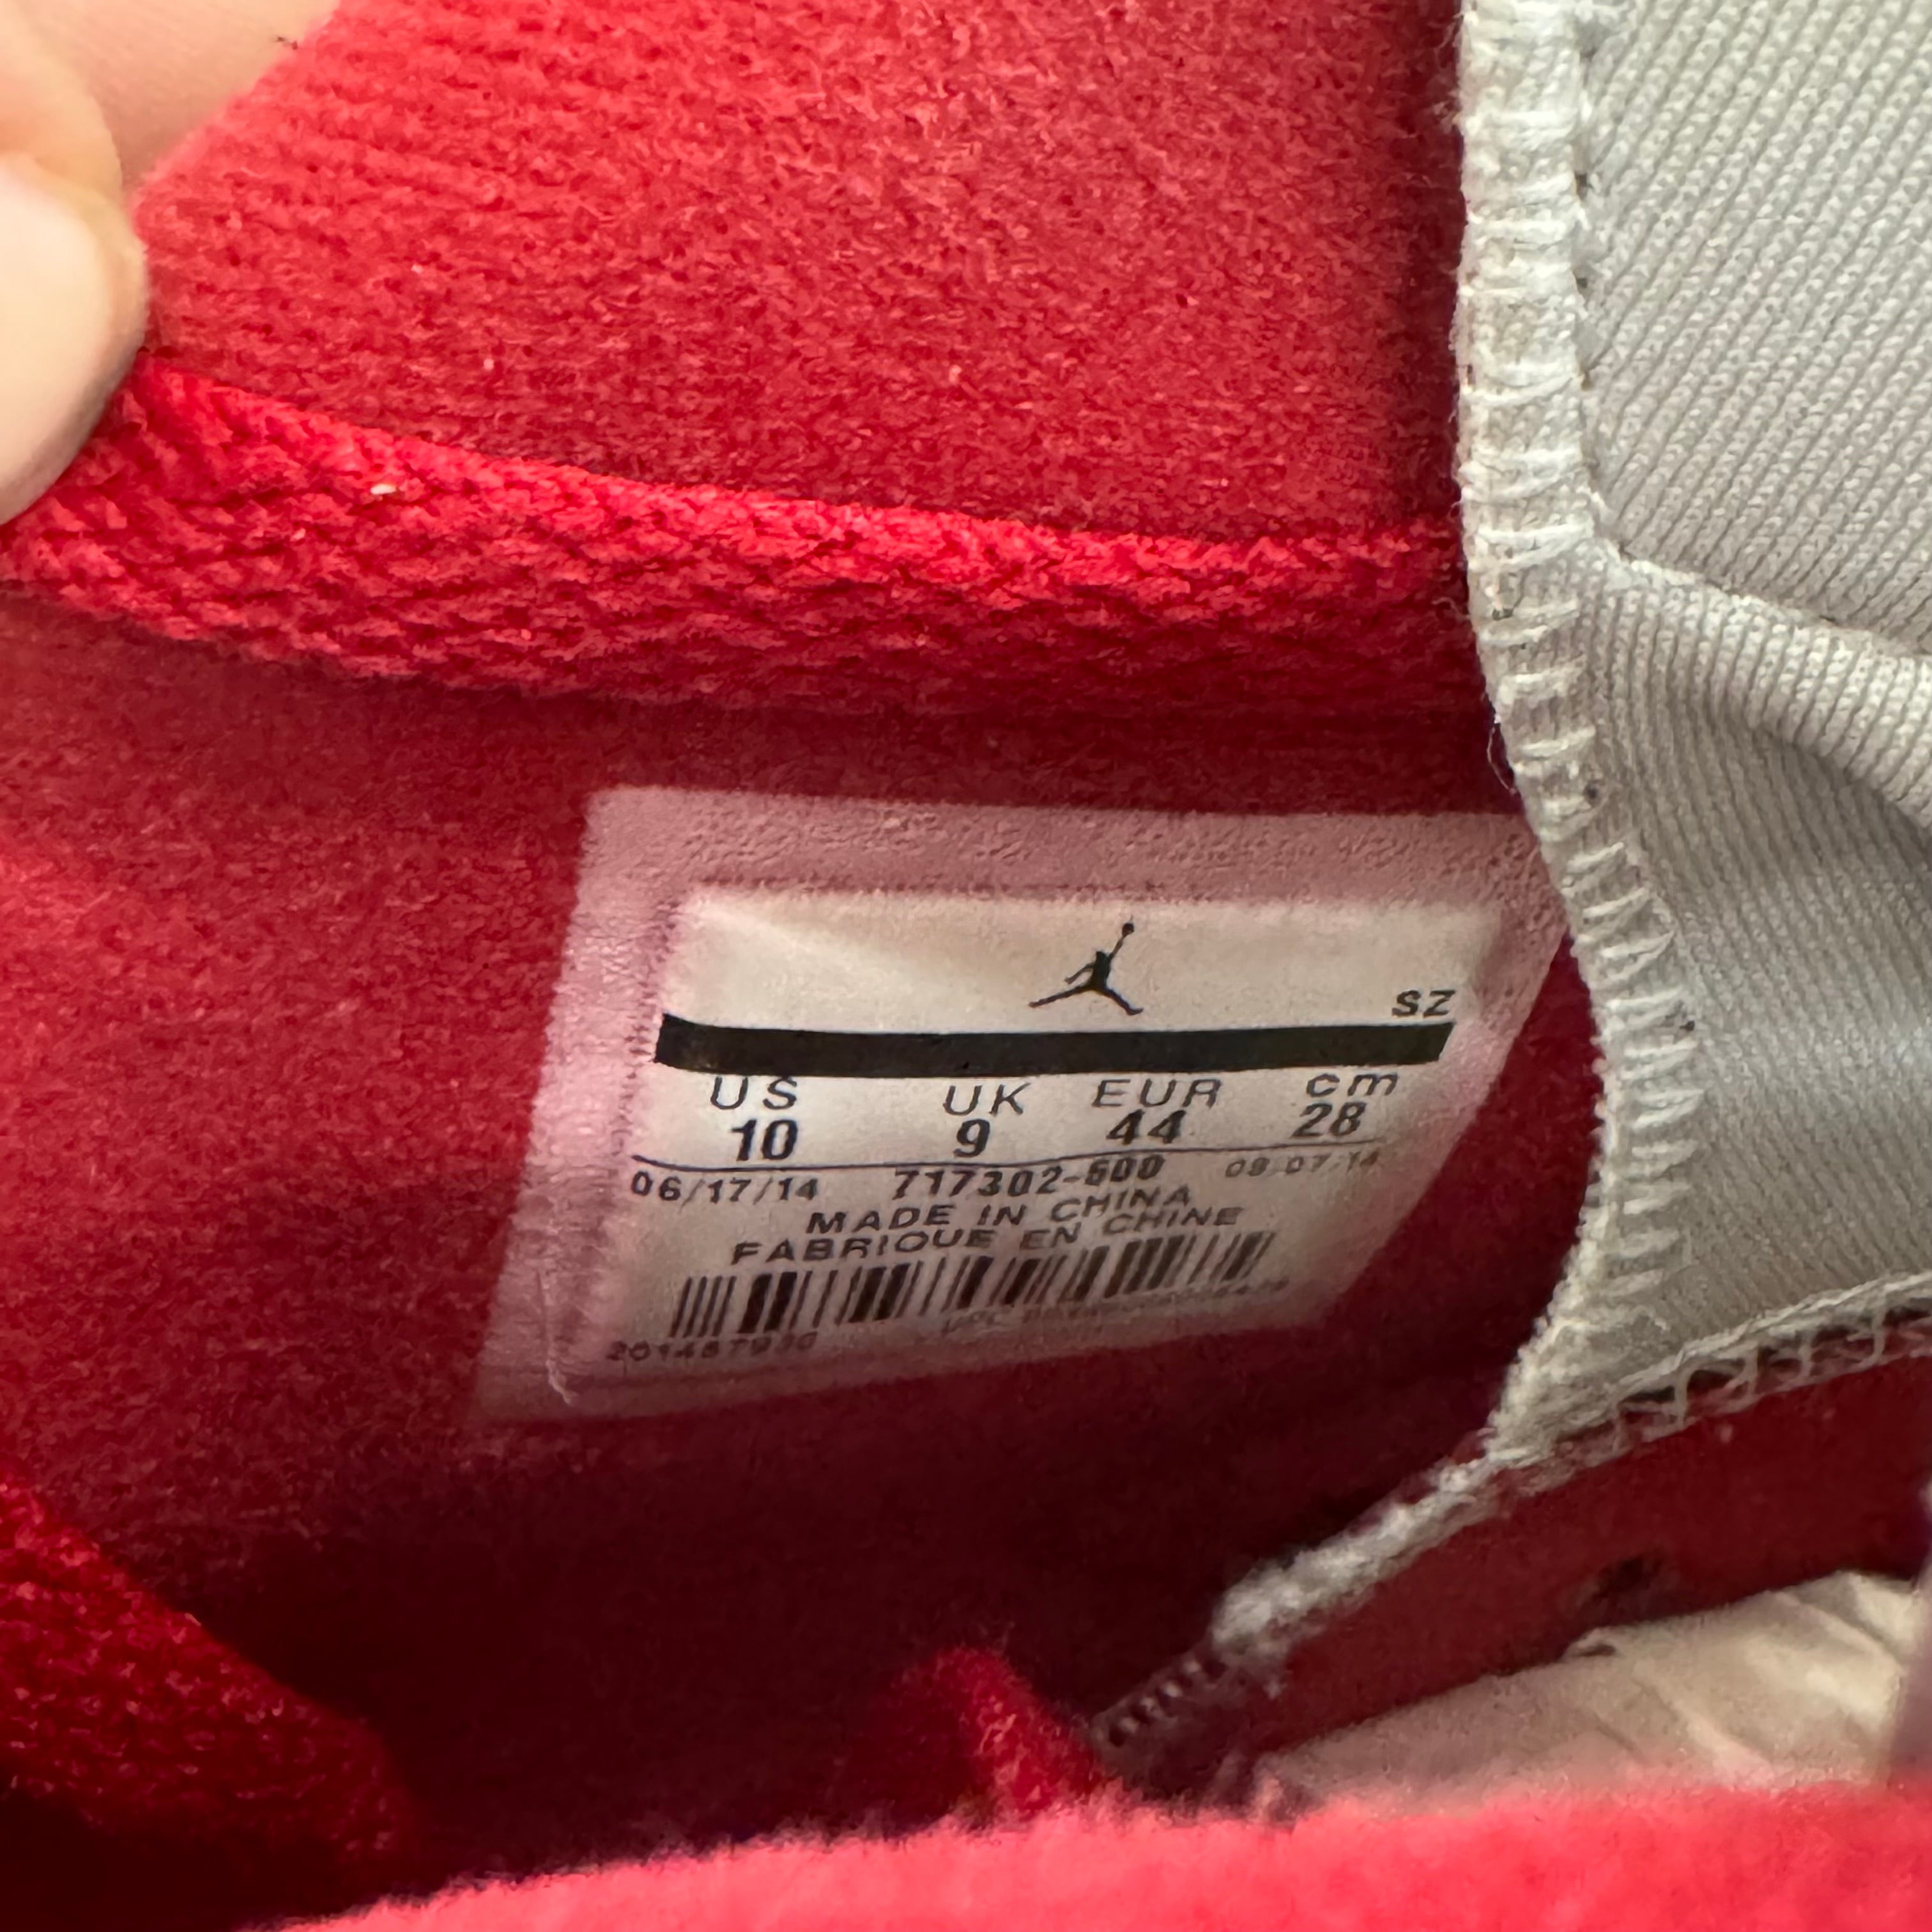 SZ
US UK EUR cm
10 9 44 28
06/17/14 717302-600 09/07/14
MADE IN CHINA
FABRIQUE EN CHINE